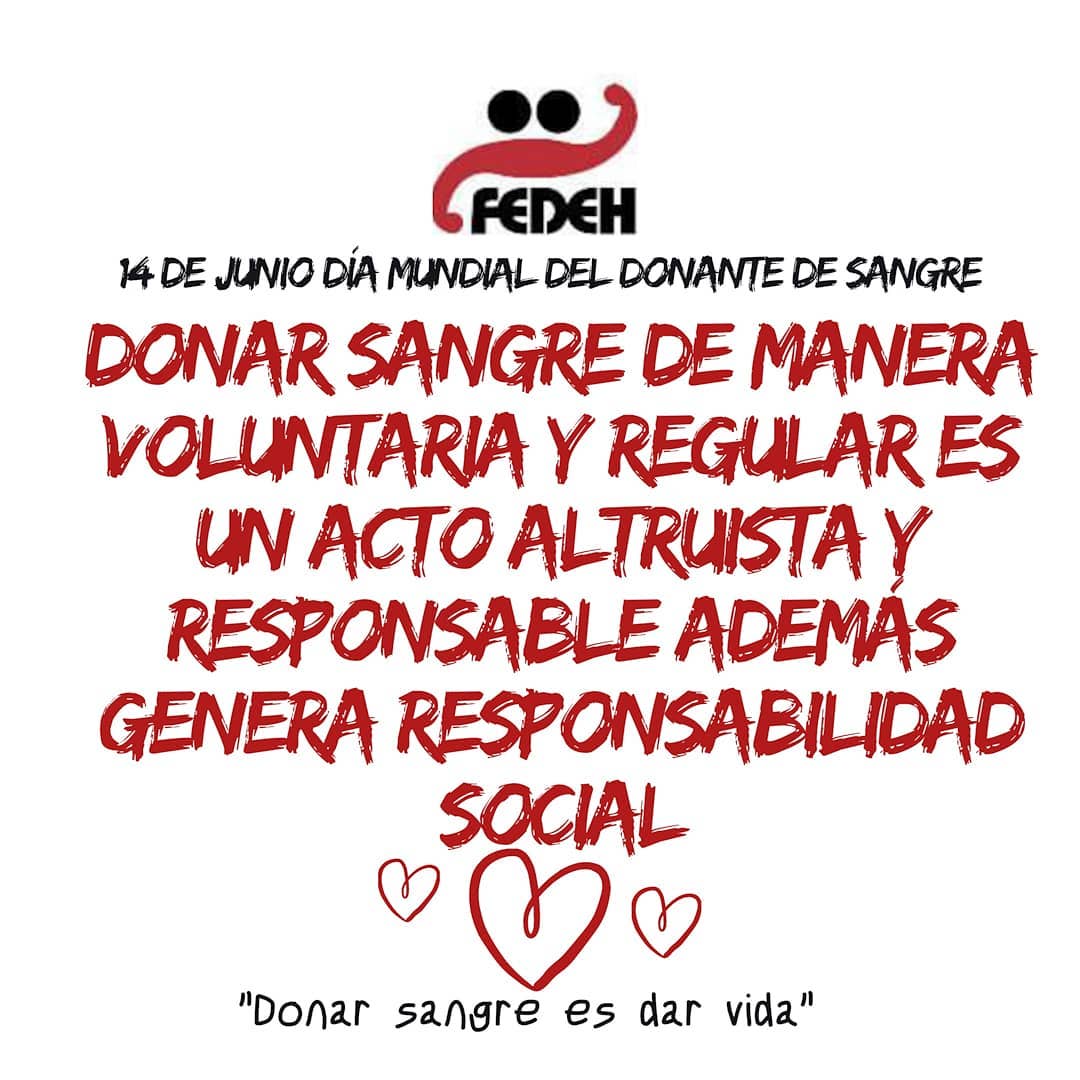 FEDEH
14 DE JUNIO DÍA MUNDIAL DEL DONANTE DE SANGRE
DONAR SANGRE DE MANERA
VOLUNTARIA Y REGULAR ES
UN ACTO ALTRUISTA Y
RESPONSABLE ADEMÁS
GENERA RESPONSABILIDAD
SOCIAL
"Donar sangre es dar vida"